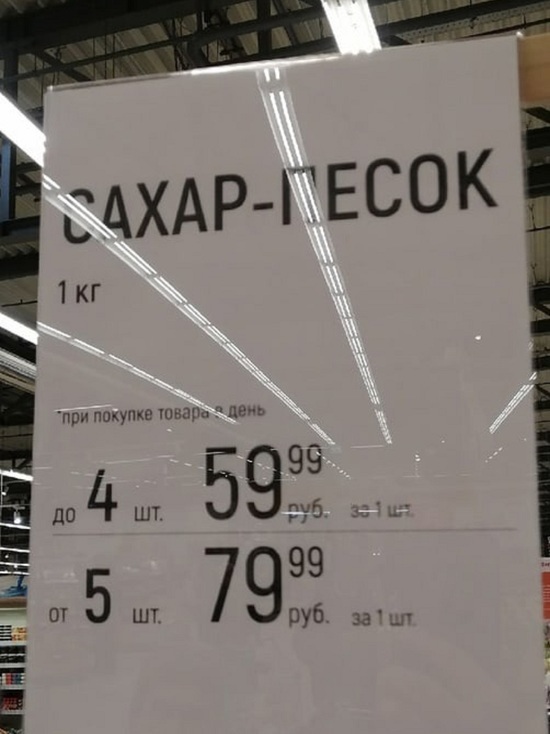 САХАР-ПЕСОК
1 кг
*при покупке товара в день
до 4 шт. 59 99 руб. за 1 шт.
от 5 шт. 79 99 руб. за 1 шт.